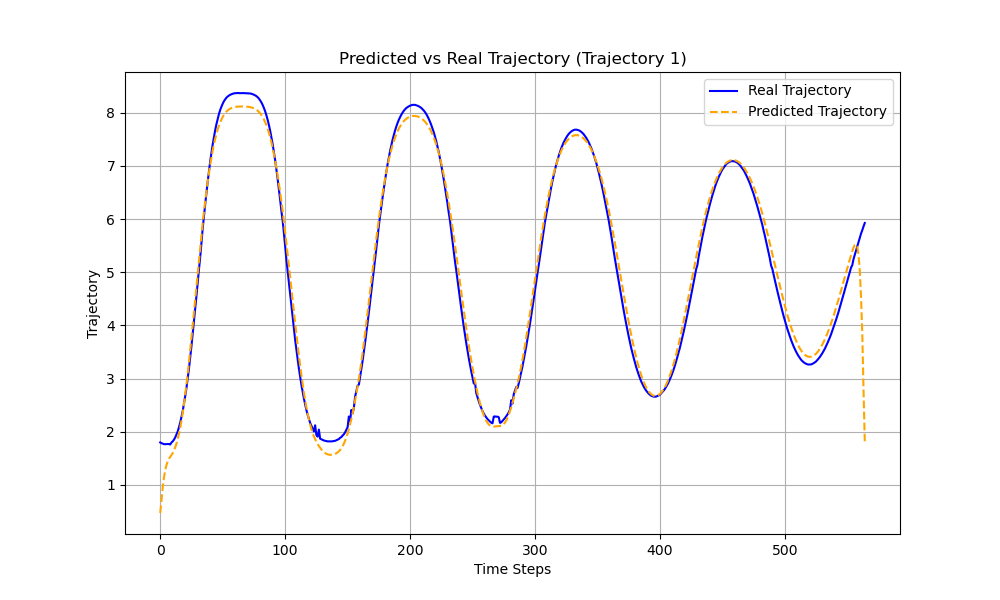 Predicted vs Real Trajectory (Trajectory 1)
Real Trajectory
Predicted Trajectory
Trajectory
8
7
6
5
4
3
2
1
0 100 200 300 400 500
Time Steps